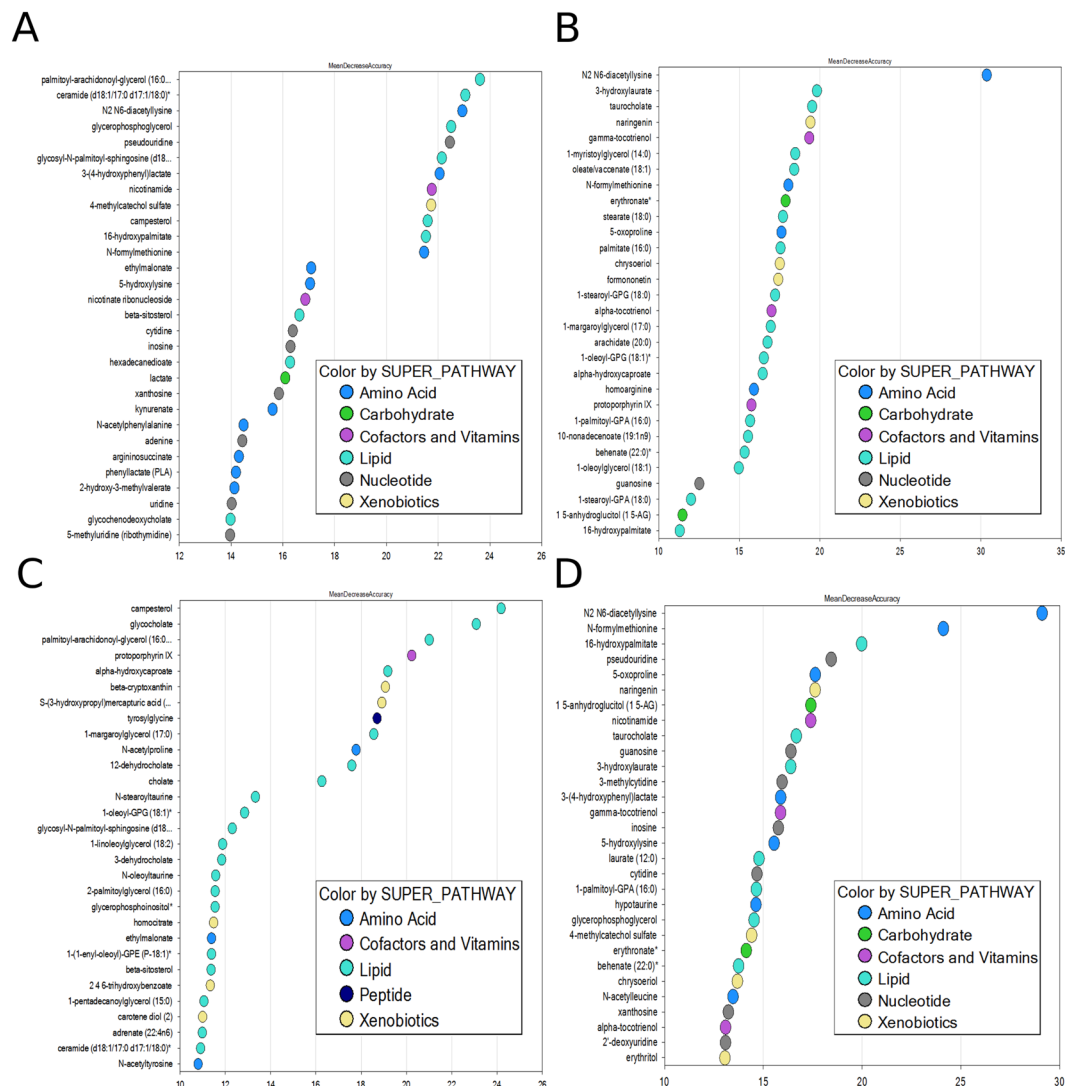 A
MeanDecreaseAccuracy
palmitoyl-arachidonoyl-glycerol (16:0...
ceramide (d18:1/17:0 d17:1/18:0)*
N2 N6-diacetyllysine
glycerophosphoglycerol
pseudouridine
glycosyl-N-palmitoyl-sphingosine (d18...
3-(4-hydroxyphenyl)lactate
nicotinamide
4-methylcatechol sulfate
campesterol
16-hydroxypalmitate
N-formylmethionine
ethylmalonate
5-hydroxylysine
nicotinate ribonucleoside
beta-sitosterol
cytidine
inosine
hexadecanedioate
lactate
xanthosine
kynurenate
N-acetylphenylalanine
adenine
argininosuccinate
phenyllactate (PLA)
2-hydroxy-3-methylvalerate
uridine
glycochenodeoxycholate
5-methyluridine (ribothymidine)
12 14 16 18 20 22 24 26
Color by SUPER_PATHWAY
Amino Acid
Carbohydrate
Cofactors and Vitamins
Lipid
Nucleotide
Xenobiotics
B
MeanDecreaseAccuracy
N2 N6-diacetyllysine
3-hydroxylaurate
taurocholate
naringenin
gamma-tocotrienol
1-myristoylglycerol (14:0)
oleate/vaccenate (18:1)
N-formylmethionine
erythronate*
stearate (18:0)
5-oxoproline
palmitate (16:0)
chrysoeriol
formononetin
1-stearoyl-GPG (18:0)
alpha-tocotrienol
1-margaroylglycerol (17:0)
arachidate (20:0)
1-oleoyl-GPG (18:1)*
alpha-hydroxycaproate
homoarginine
protoporphyrin IX
1-palmitoyl-GPA (16:0)
10-nonadecenoate (19:1n9)
behenate (22:0)*
1-oleoylglycerol (18:1)
guanosine
1-stearoyl-GPA (18:0)
1 5-anhydroglucitol (1 5-AG)
16-hydroxypalmitate
10 15 20 25 30 35
Color by SUPER_PATHWAY
Amino Acid
Carbohydrate
Cofactors and Vitamins
Lipid
Nucleotide
Xenobiotics
C
MeanDecreaseAccuracy
campesterol
glycocholate
palmitoyl-arachidonoyl-glycerol (16:0...
protoporphyrin IX
alpha-hydroxycaproate
beta-cryptoxanthin
S-(3-hydroxypropyl)mercapturic acid (...
tyrosylglycine
1-margaroylglycerol (17:0)
N-acetylproline
12-dehydrocholate
cholate
N-stearoyltaurine
1-oleoyl-GPG (18:1)*
glycosyl-N-palmitoyl-sphingosine (d18...
1-linoleoylglycerol (18:2)
3-dehydrocholate
N-oleoyltaurine
2-palmitoylglycerol (16:0)
glycerophosphoinositol*
homocitrate
ethylmalonate
1-(1-enyl-oleoyl)-GPE (P-18:1)*
beta-sitosterol
2 4 6-trihydroxybenzoate
1-pentadecanoylglycerol (15:0)
carotene diol (2)
adrenate (22:4n6)
ceramide (d18:1/17:0 d17:1/18:0)*
N-acetyltyrosine
10 12 14 16 18 20 22 24 26
Color by SUPER_PATHWAY
Amino Acid
Cofactors and Vitamins
Lipid
Peptide
Xenobiotics
D
MeanDecreaseAccuracy
N2 N6-diacetyllysine
N-formylmethionine
16-hydroxypalmitate
pseudouridine
5-oxoproline
naringenin
1 5-anhydroglucitol (1 5-AG)
nicotinamide
taurocholate
guanosine
3-hydroxylaurate
3-methylcytidine
3-(4-hydroxyphenyl)lactate
gamma-tocotrienol
inosine
5-hydroxylysine
laurate (12:0)
cytidine
1-palmitoyl-GPA (16:0)
hypotaurine
glycerophosphoglycerol
4-methylcatechol sulfate
erythronate*
behenate (22:0)*
chrysoeriol
N-acetylleucine
xanthosine
alpha-tocotrienol
2'-deoxyuridine
erythritol
10 15 20 25 30
Color by SUPER_PATHWAY
Amino Acid
Carbohydrate
Cofactors and Vitamins
Lipid
Nucleotide
Xenobiotics